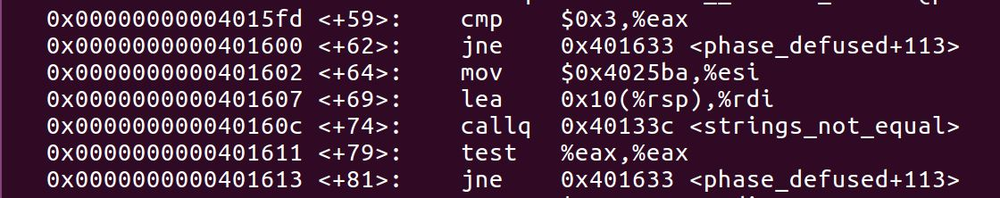 0x00000000004015fd <+59>: cmp $0x3,%eax
0x0000000000401600 <+62>: jne 0x401633 <phase_defused+113>
0x0000000000401602 <+64>: mov $0x4025ba,%esi
0x0000000000401607 <+69>: lea 0x10(%rsp),%rdi
0x000000000040160c <+74>: callq 0x40133c <strings_not_equal>
0x0000000000401611 <+79>: test %eax,%eax
0x0000000000401613 <+81>: jne 0x401633 <phase_defused+113>